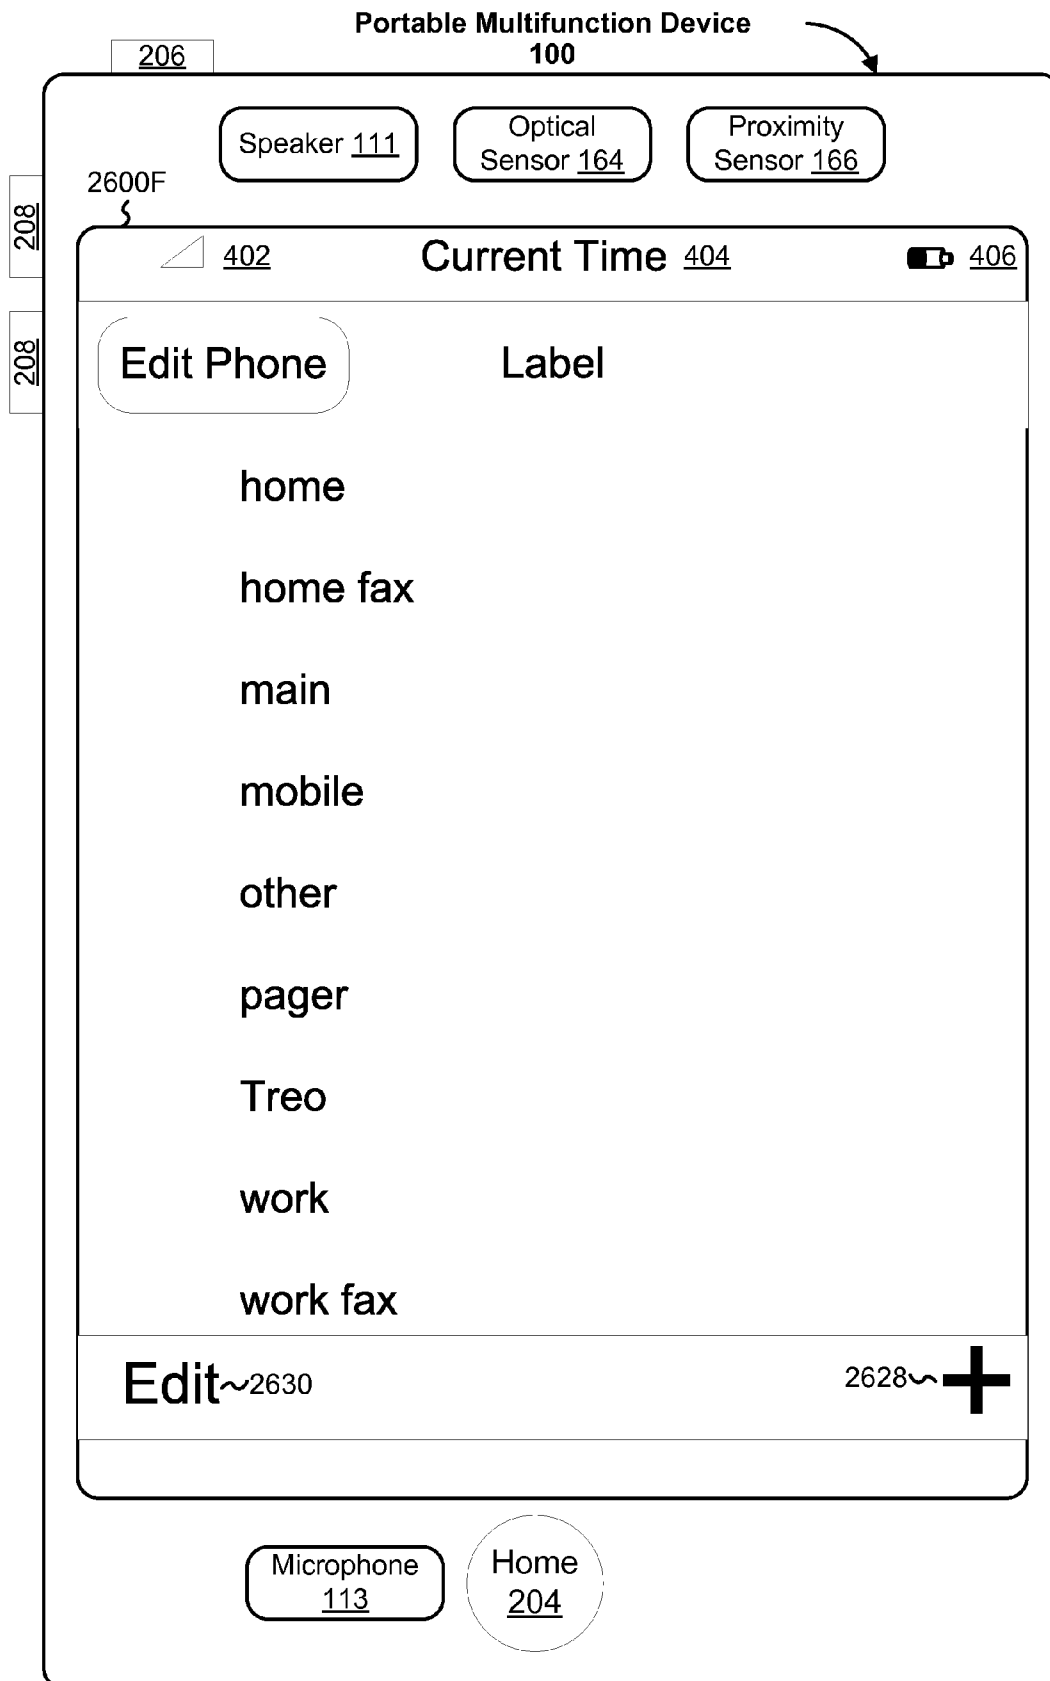 Portable Multifunction Device
100
206
Speaker 111
Optical
Sensor 164
Proximity
Sensor 166
2600F
208
208
402
Current Time 404
406
Edit Phone
Label
home
home fax
main
mobile
other
pager
Treo
work
work fax
Edit 2630
2628
Microphone
113
Home
204